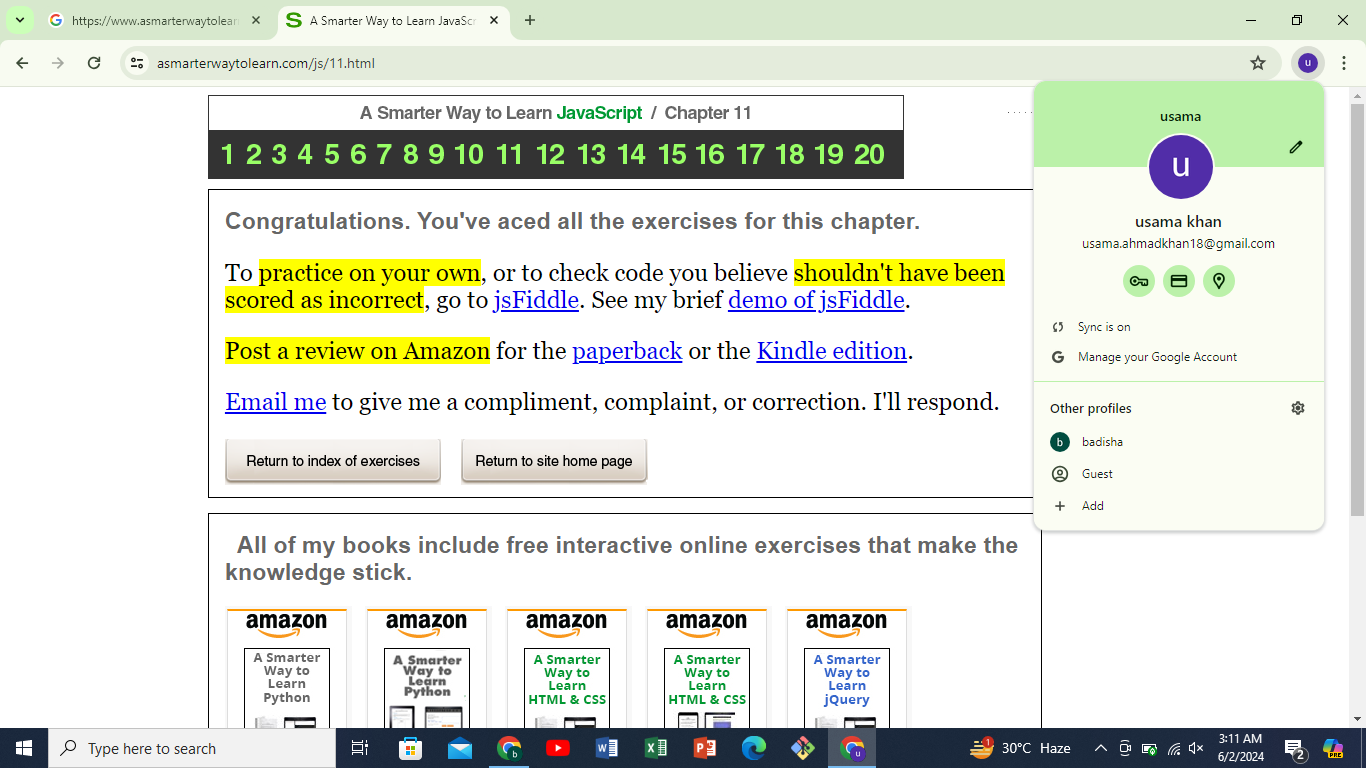 https://www.asmarterwaytolear
A Smarter Way to Learn JavaScr
asmarterwaytolearn.com/js/11.html
u
A Smarter Way to Learn JavaScript / Chapter 11
1 2 3 4 5 6 7 8 9 10 11 12 13 14 15 16 17 18 19 20
Congratulations. You've aced all the exercises for this chapter.
To practice on your own, or to check code you believe shouldn't have been
scored as incorrect, go to jsFiddle. See my brief demo of jsFiddle.
Post a review on Amazon for the paperback or the Kindle edition.
Email me to give me a compliment, complaint, or correction. I'll respond.
Return to index of exercises
Return to site home page
usama
u
usama khan
usama.ahmadkhan18@gmail.com
Sync is on
Manage your Google Account
Other profiles
b badisha
Guest
Add
All of my books include free interactive online exercises that make the
knowledge stick.
amazon
A Smarter
Way to
Learn
Python
amazon
A Smarter
Way to
Learn
Python
amazon
A Smarter
Way to
Learn
HTML & CSS
amazon
A Smarter
Way to
Learn
HTML & CSS
amazon
A Smarter
Way to
Learn
jQuery
Type here to search
b
u
1
30°C Haze
3:11 AM
6/2/2024
2
PRE